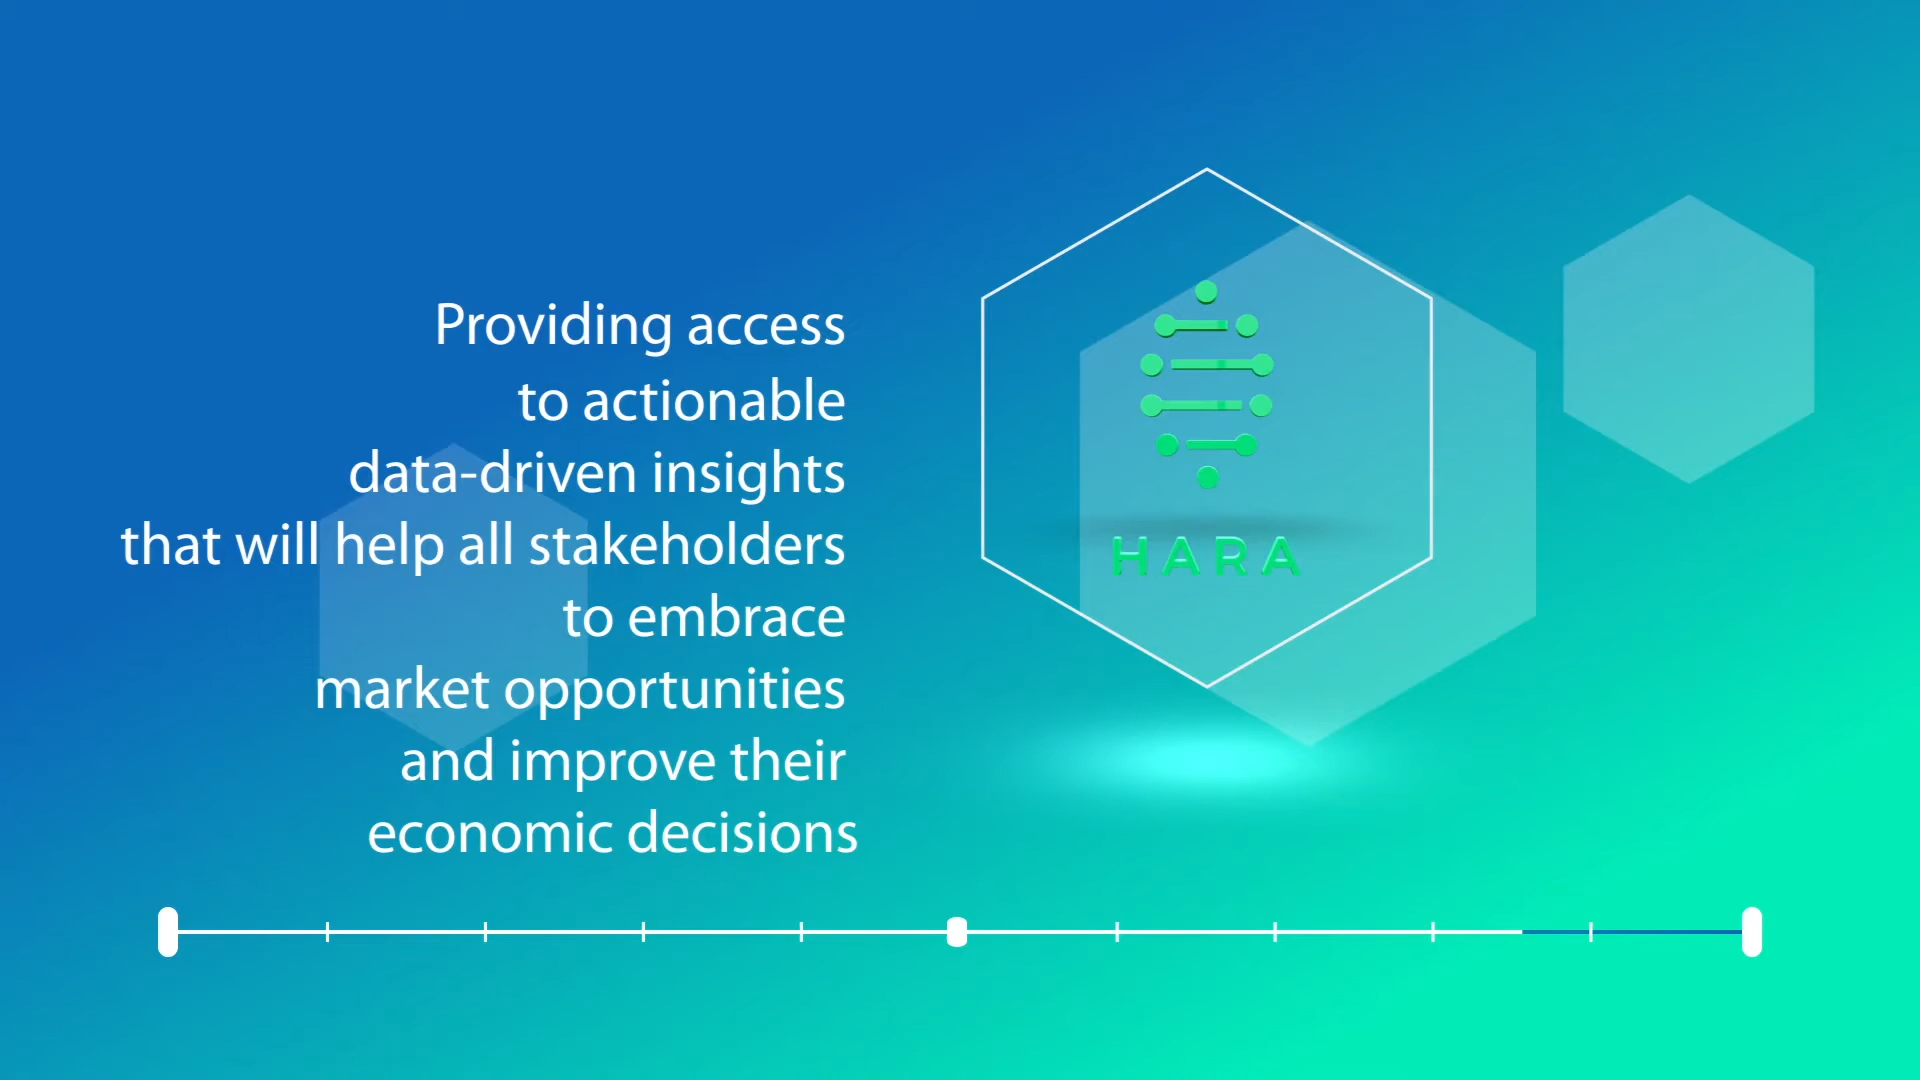 Providing access
to actionable
data-driven insights
that will help all stakeholders
to embrace
market opportunities
and improve their
economic decisions
HARA